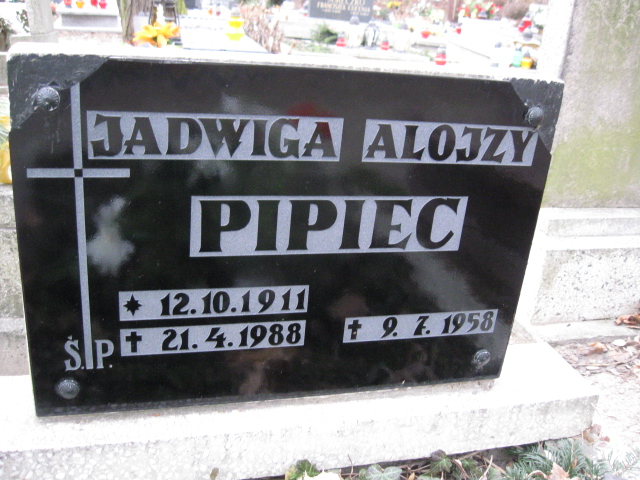 JADWIGA ALOJZY
PIPIEC
* 12.10.1911
† 21.4.1988 † 9.7.1958
Ś.P.